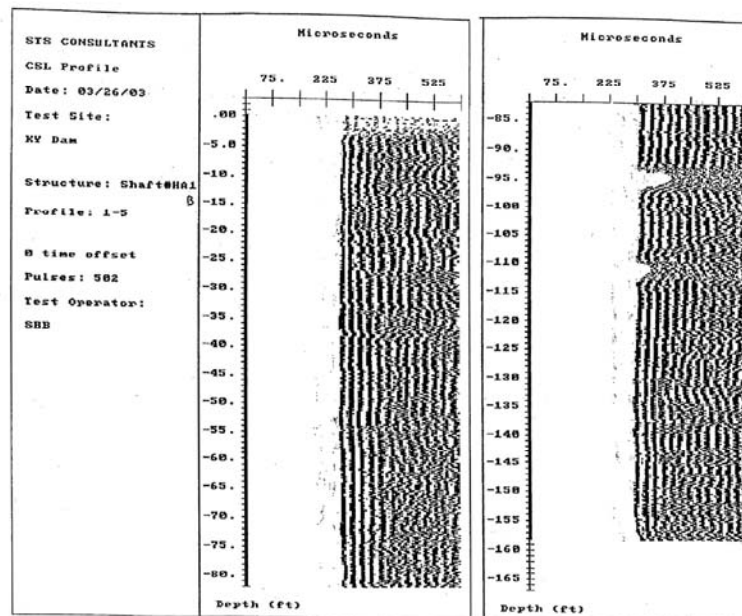 STS CONSULTANTS
CSL Profile
Date: 03/26/03
Test Site:
KY Dam
Structure: Shaft#HA1
B
Profile: 1-5
0 time offset
Pulses: 502
Test Operator:
SBB
Microseconds
75. 225 375 525
.00
-5.0
-10.
-15.
-20.
-25.
-30.
-35.
-40.
-45.
-50.
-55.
-60.
-65.
-70.
-75.
-80.
Depth (ft)
Microseconds
75. 225 375 525
-85.
-90.
-95.
-100
-105
-110
-115
-120
-125
-130
-135
-140
-145
-150
-155
-160
-165
Depth (ft)